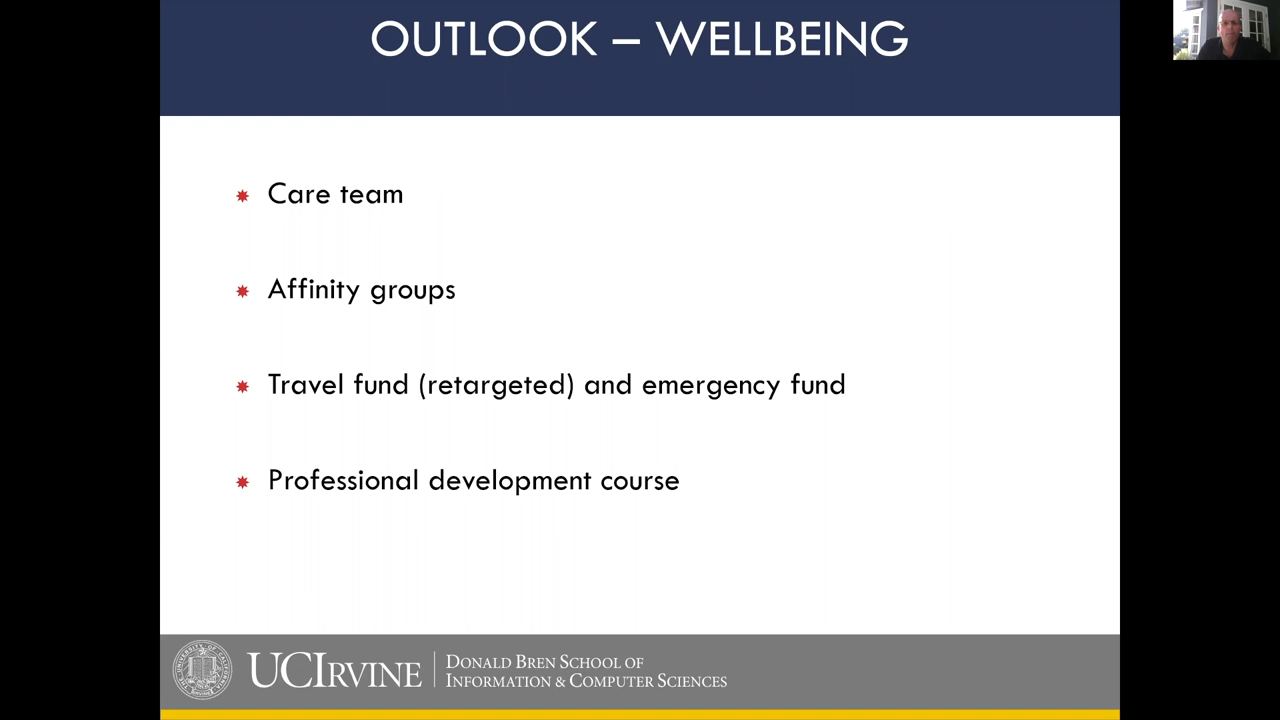 OUTLOOK – WELLBEING
Care team
Affinity groups
Travel fund (retargeted) and emergency fund
Professional development course
UCIRVINE
DONALD BREN SCHOOL OF
INFORMATION & COMPUTER SCIENCES